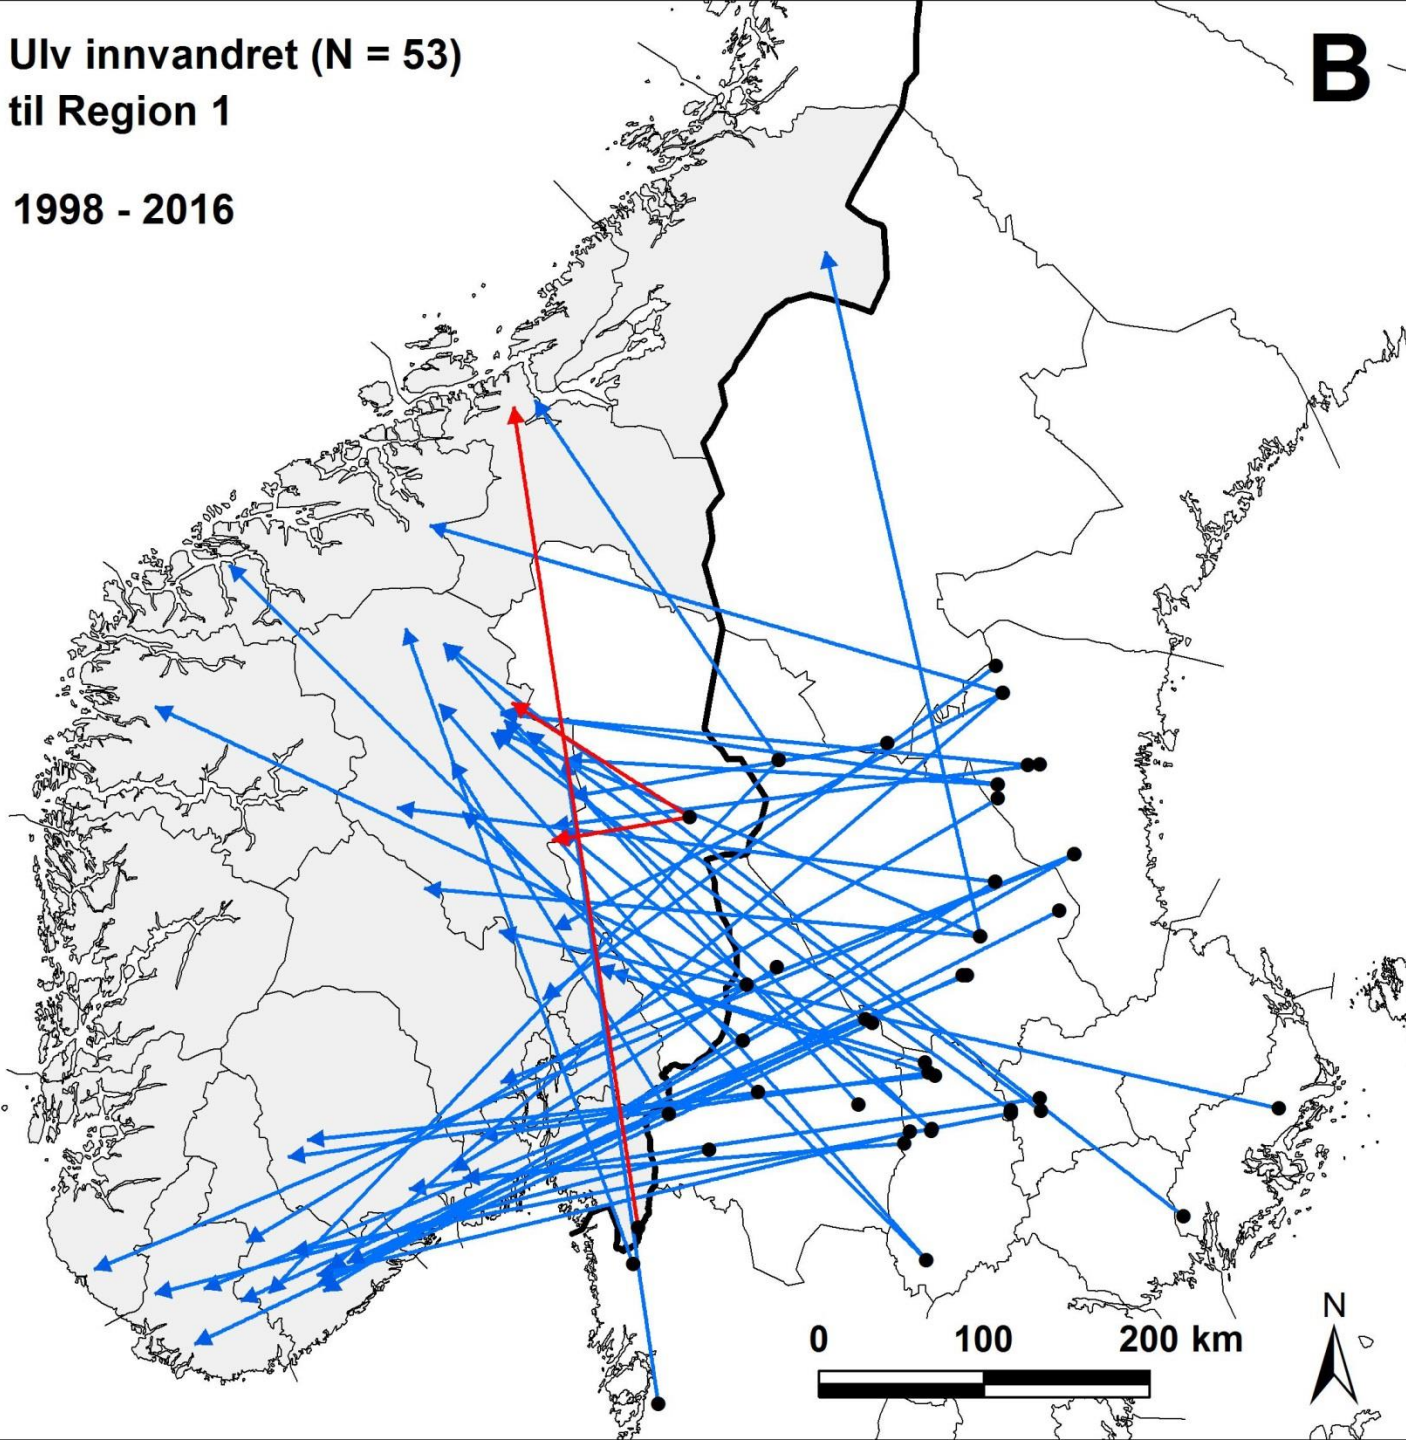 Ulv innvandret (N = 53)
til Region 1
1998 - 2016
B
N
0 100 200 km